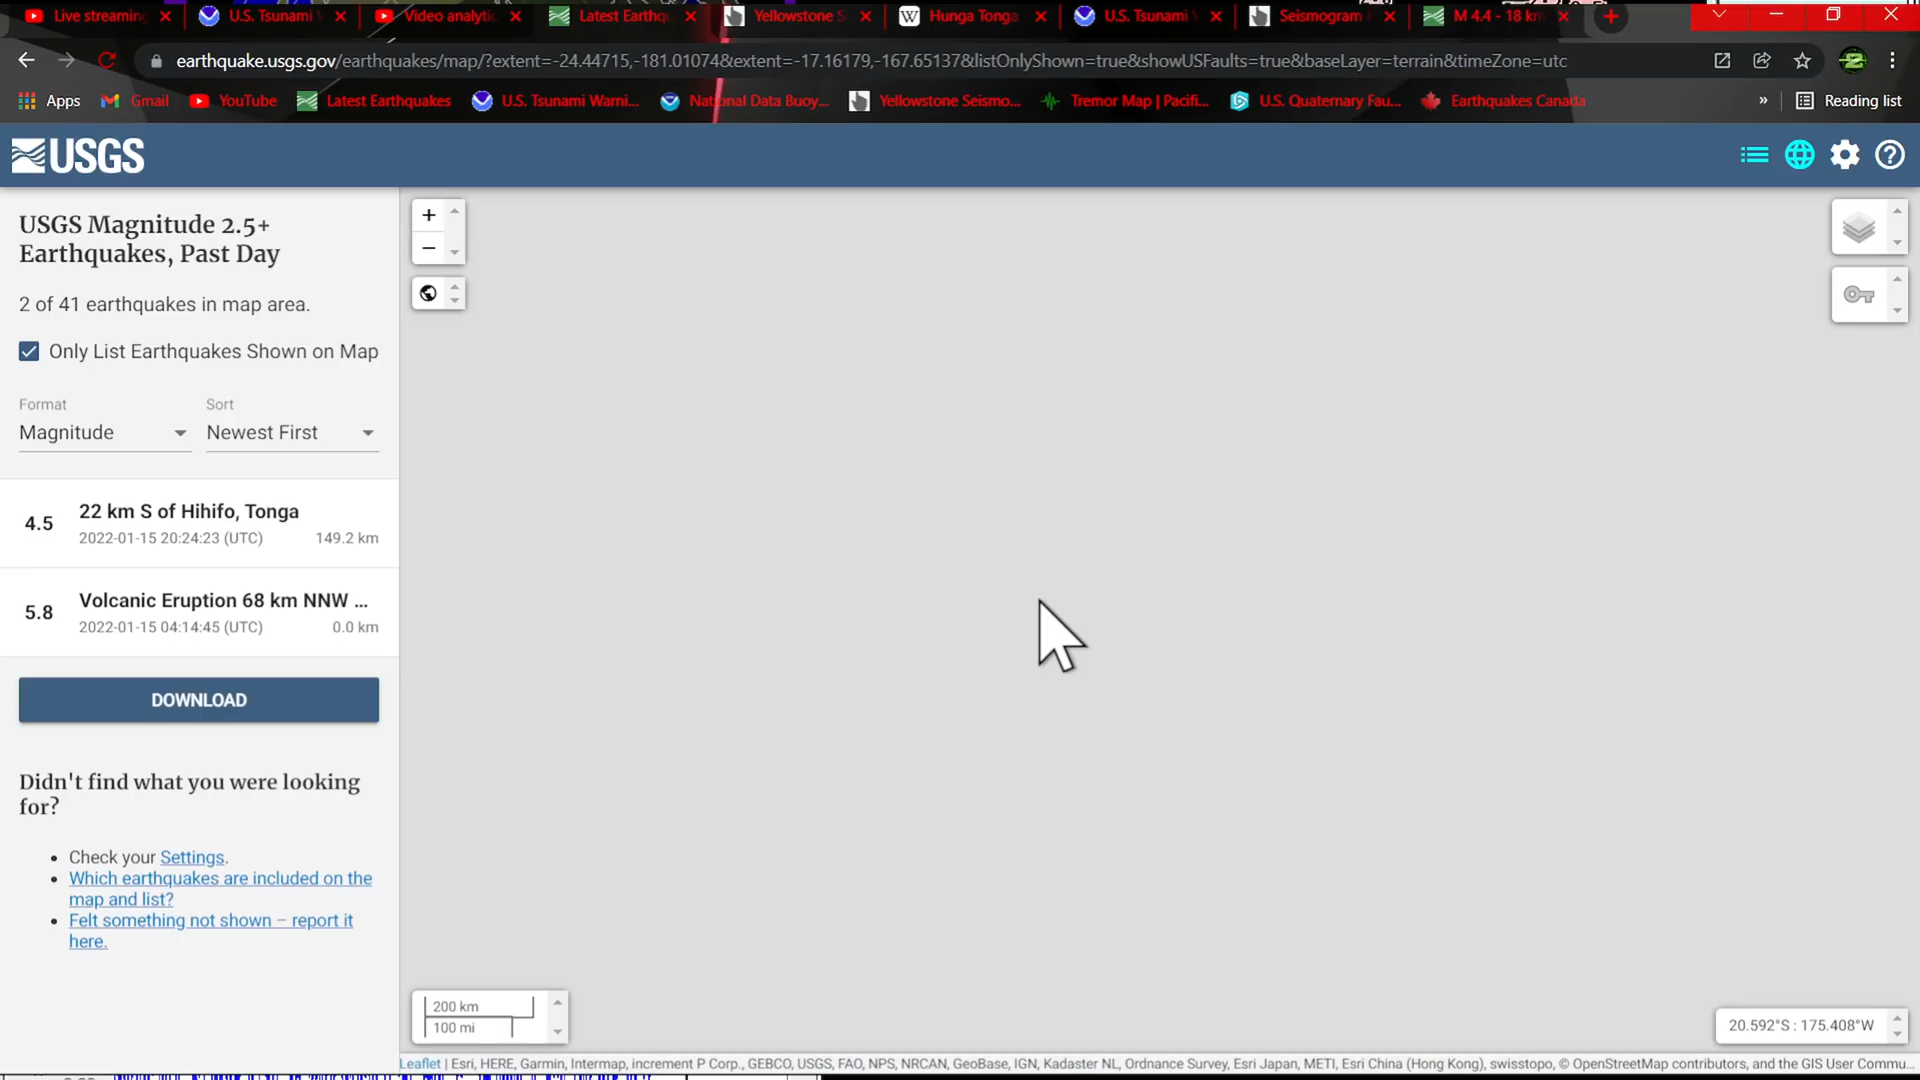 Live streaming
U.S. Tsunami
Video analytic
Latest Earthq
Yellowstone S
Hunga Tonga
U.S. Tsunami
Seismogram
M 4.4 - 18 km
earthquake.usgs.gov/earthquakes/map/?extent=-24.44715,-181.01074&extent=-17.16179,-167.65137&listOnlyShown=true&showUSFaults=true&baseLayer=terrain&timeZone=utc
Apps
Gmail
YouTube
Latest Earthquakes
U.S. Tsunami Warni...
National Data Buoy...
Yellowstone Seismo...
Tremor Map | Pacifi...
U.S. Quaternary Fau...
Earthquakes Canada
»
Reading list
USGS
USGS Magnitude 2.5+
Earthquakes, Past Day
2 of 41 earthquakes in map area.
Only List Earthquakes Shown on Map
Format
Sort
Magnitude
Newest First
4.5
22 km S of Hihifo, Tonga
2022-01-15 20:24:23 (UTC)
149.2 km
5.8
Volcanic Eruption 68 km NNW ...
2022-01-15 04:14:45 (UTC)
0.0 km
DOWNLOAD
Didn't find what you were looking
for?
Check your Settings.
Which earthquakes are included on the
map and list?
Felt something not shown – report it
here.
+
−
200 km
100 mi
20.592°S : 175.408°W
Leaflet | Esri, HERE, Garmin, Intermap, increment P Corp., GEBCO, USGS, FAO, NPS, NRCAN, GeoBase, IGN, Kadaster NL, Ordnance Survey, Esri Japan, METI, Esri China (Hong Kong), swisstopo, © OpenStreetMap contributors, and the GIS User Commu...